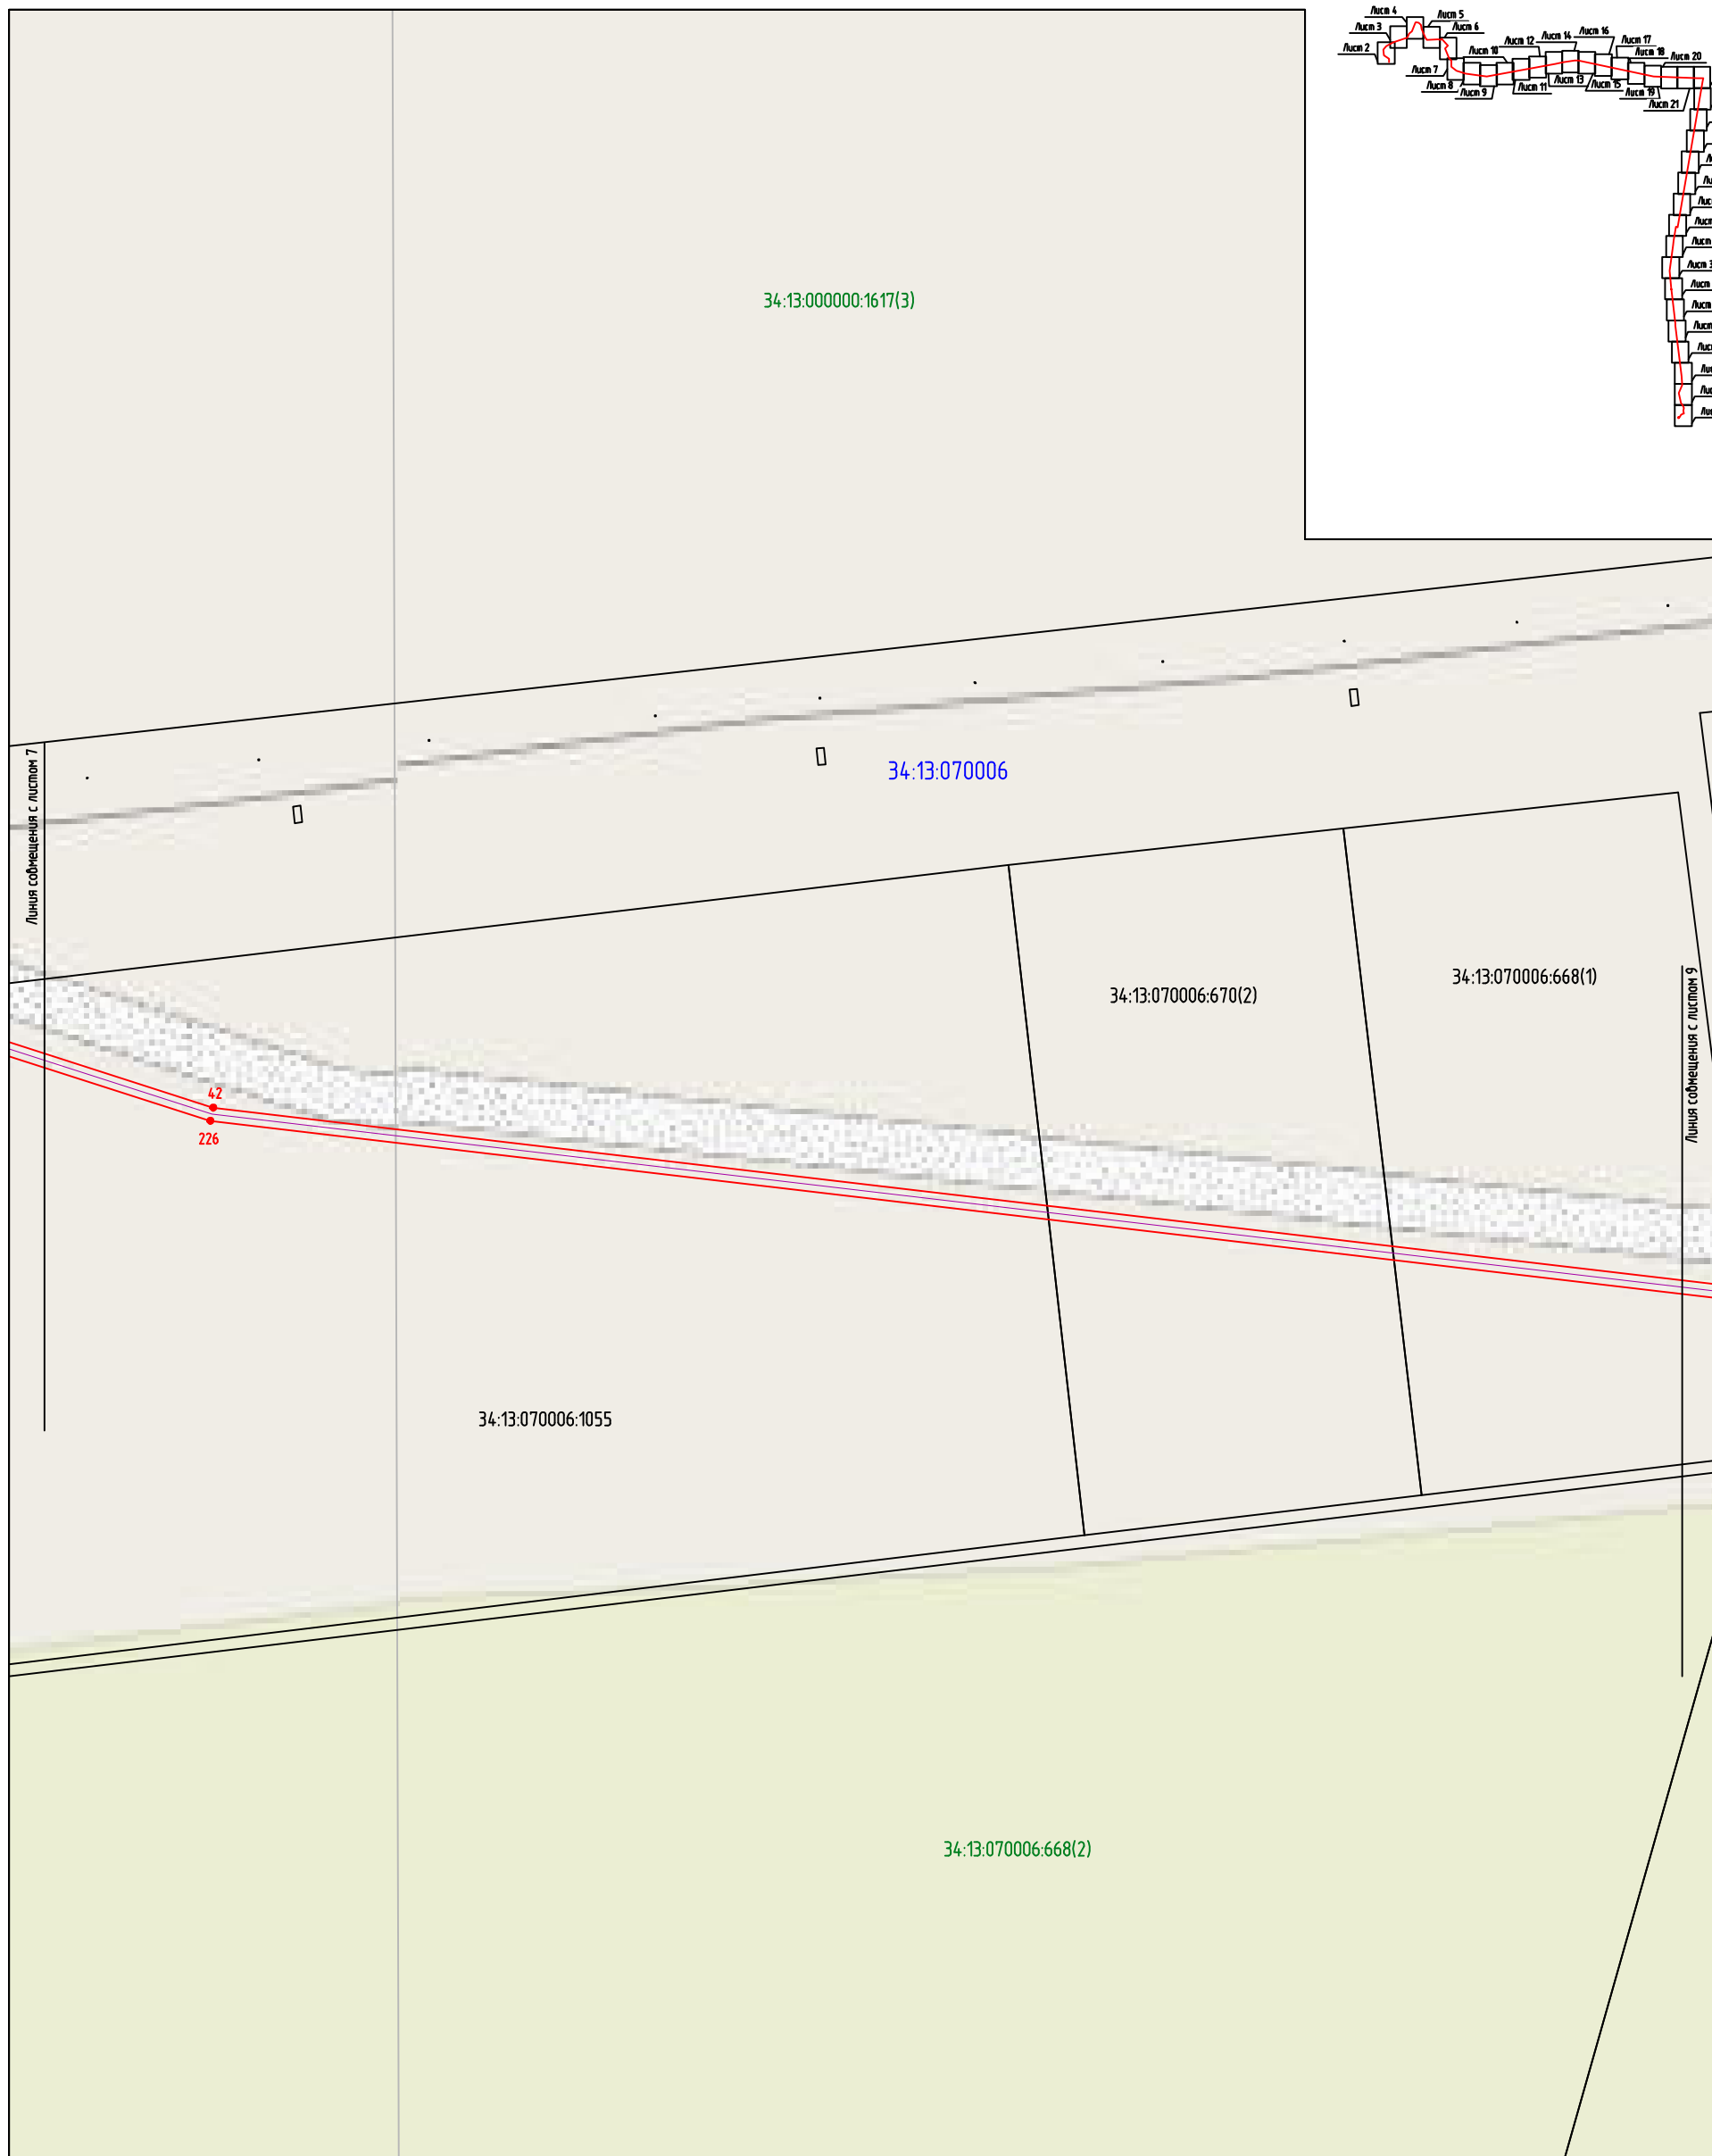 Лист 4
Лист 5
Лист 3
Лист 6
Лист 2
Лист 16
Лист 14
Лист 12
Лист 17
Лист 10
Лист 18
Лист 20
Лист 7
Лист 13
Лист 8
Лист 9
Лист 11
Лист 15
Лист 19
Лист 21
34:13:000000:1617(3)
Линия совмещения с листом 7
34:13:070006
34:13:070006:668(1)
34:13:070006:670(2)
Линия совмещения с листом 9
42
226
34:13:070006:1055
34:13:070006:668(2)